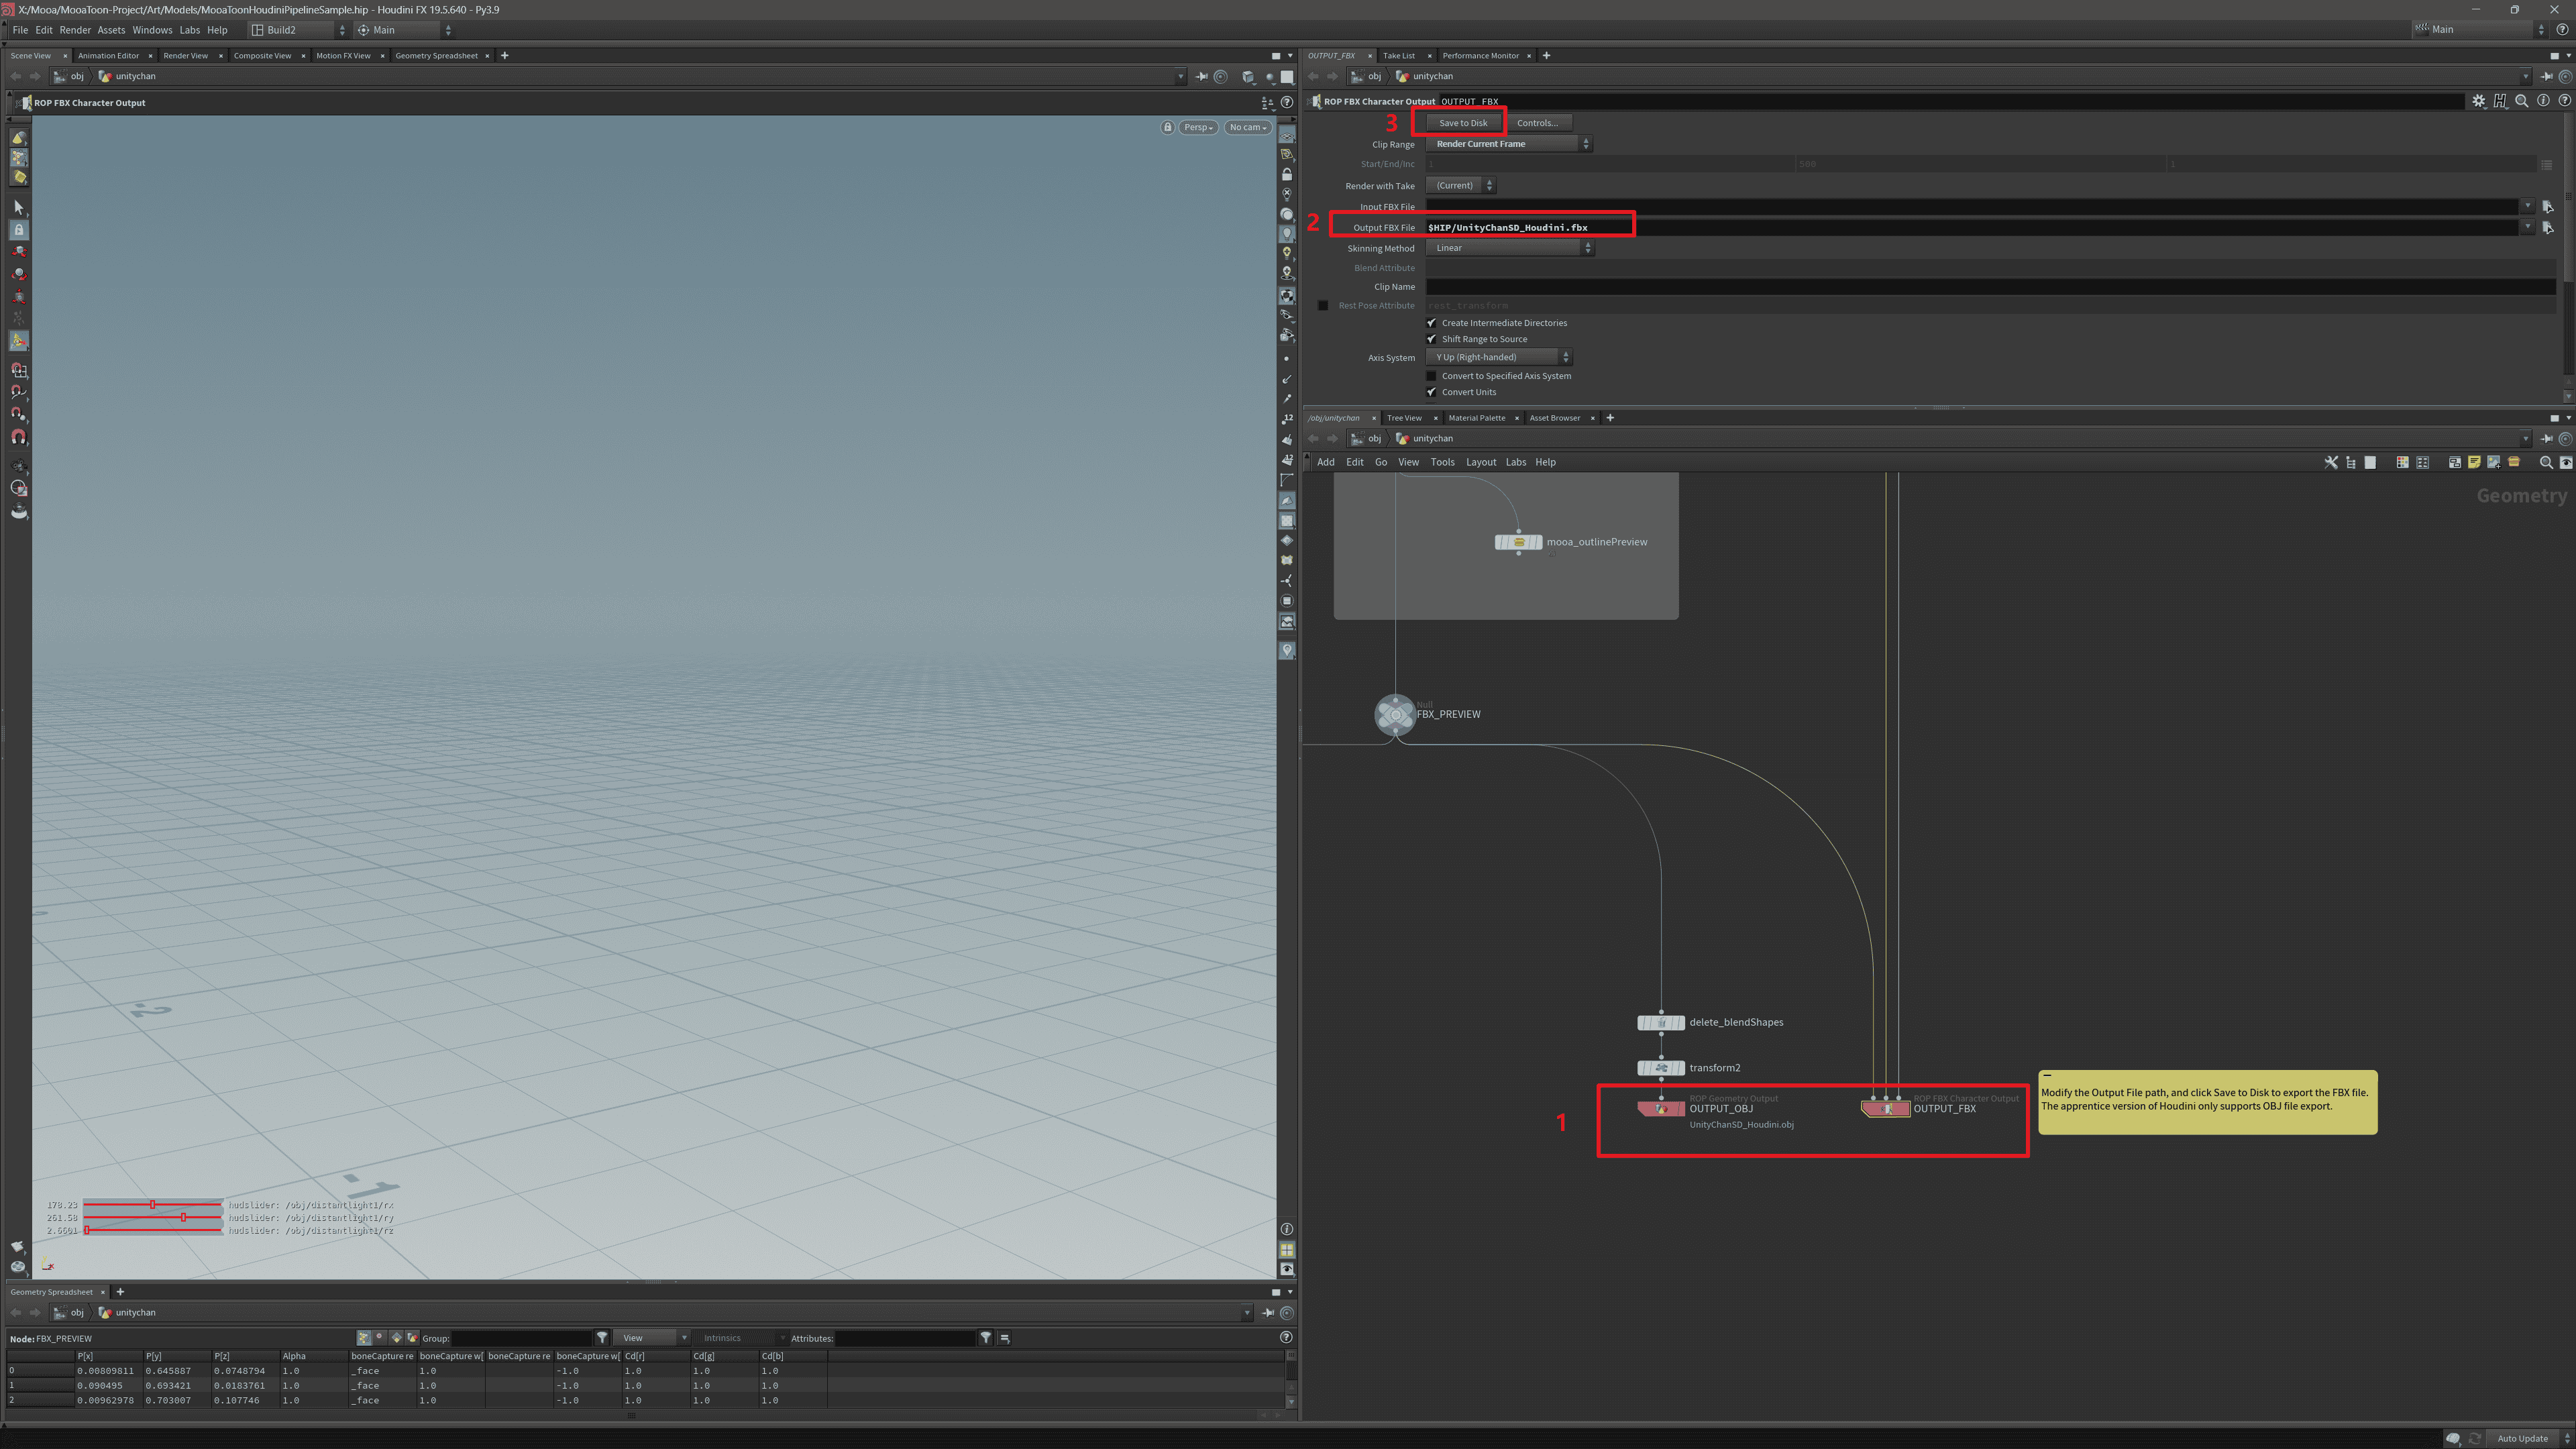 X:/Mooa/MooaToon-Project/Art/Models/MooaToonHoudiniPipelineSample.hip - Houdini FX 19.5.640 - Py3.9
File Edit Render Assets Windows Labs Help Build2 Main Main
Scene View Animation Editor Render View Composite View Motion FX View Geometry Spreadsheet
obj unitychan
ROP FBX Character Output
Persp No cam
178.23 hudslider: /obj/distantlight1/rx
261.58 hudslider: /obj/distantlight1/ry
2.6601 hudslider: /obj/distantlight1/rz
Geometry Spreadsheet
obj unitychan
Node: FBX_PREVIEW Group: View Intrinsics Attributes:
P[x] P[y] P[z] Alpha boneCapture re boneCapture w[ boneCapture re boneCapture w[ Cd[r] Cd[g] Cd[b]
0 0.00809811 0.645887 0.0748794 1.0 _face 1.0 -1.0 1.0 1.0 1.0
1 0.090495 0.693421 0.0183761 1.0 _face 1.0 -1.0 1.0 1.0 1.0
2 0.00962978 0.703007 0.107746 1.0 _face 1.0 -1.0 1.0 1.0 1.0
OUTPUT_FBX Take List Performance Monitor
obj unitychan
ROP FBX Character Output OUTPUT_FBX
3 Save to Disk Controls...
Clip Range Render Current Frame
Start/End/Inc 1 500 1
Render with Take (Current)
Input FBX File
2 Output FBX File $HIP/UnityChanSD_Houdini.fbx
Skinning Method Linear
Blend Attribute
Clip Name
Rest Pose Attribute rest_transform
Create Intermediate Directories
Shift Range to Source
Axis System Y Up (Right-handed)
Convert to Specified Axis System
Convert Units
/obj/unitychan Tree View Material Palette Asset Browser
obj unitychan
Add Edit Go View Tools Layout Labs Help
Geometry
mooa_outlinePreview
Null
FBX_PREVIEW
delete_blendShapes
transform2
1
ROP Geometry Output
OUTPUT_OBJ
UnityChanSD_Houdini.obj
ROP FBX Character Output
OUTPUT_FBX
Modify the Output File path, and click Save to Disk to export the FBX file.
The apprentice version of Houdini only supports OBJ file export.
Auto Update